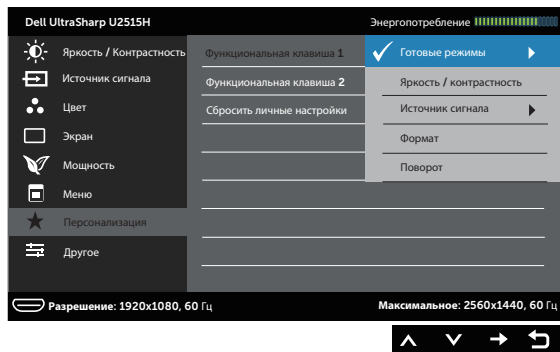 Dell UltraSharp U2515H
Энергопотребление
Яркость / Контрастность
Функциональная клавиша 1
Готовые режимы
Источник сигнала
Функциональная клавиша 2
Яркость / контрастность
Цвет
Сбросить личные настройки
Источник сигнала
Экран
Формат
Мощность
Поворот
Меню
Персонализация
Другое
Разрешение: 1920x1080, 60 Гц
Максимальное: 2560x1440, 60 Гц